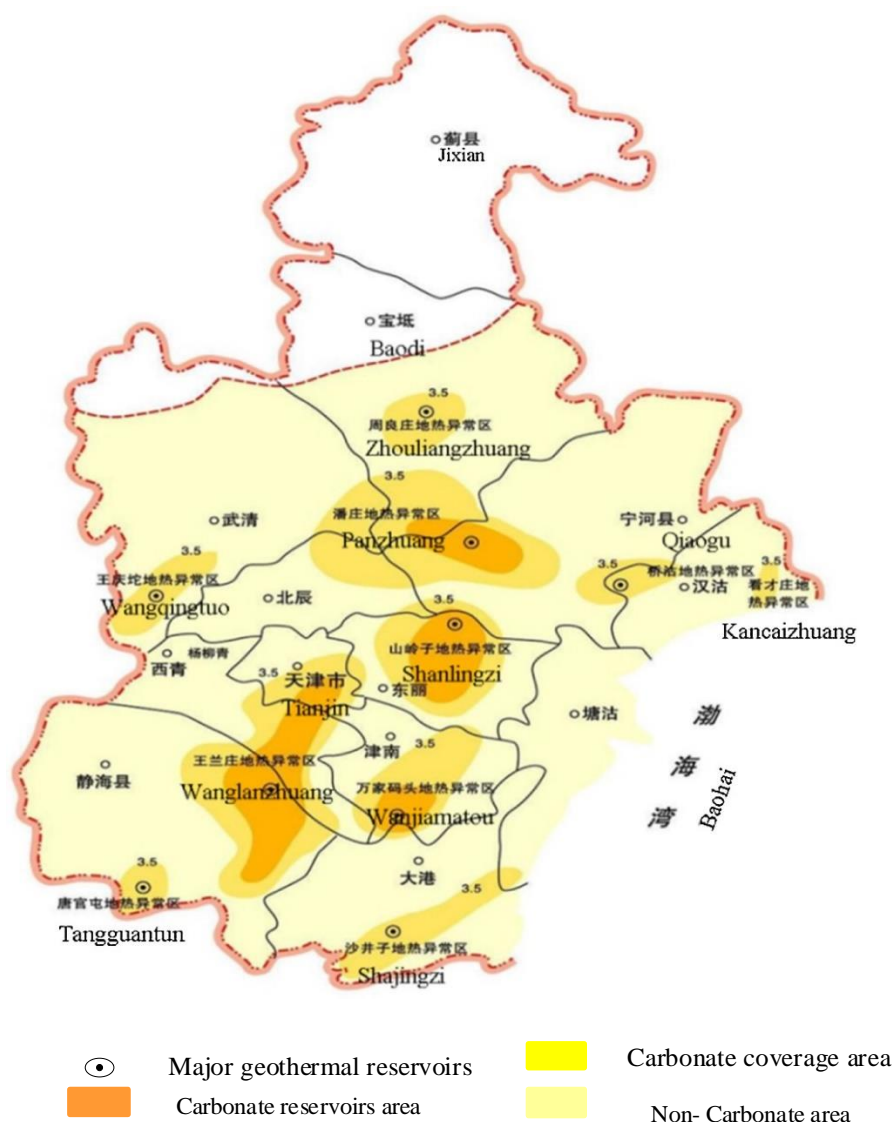 蓟县
Jixian
宝坻
Baodi
3.5
周良庄地热异常区
Zhouliangzhuang
3.5
潘庄地热异常区
Panzhuang
武清
宁河县
Qiaogu
3.5
王庆坨地热异常区
Wangqingtuo
北辰
3.5
桥沽地热异常区
汉沽
3.5
看才庄地
热异常区
Kancaizhuang
3.5
山岭子地热异常区
Shanlingzi
西青
杨柳青
3.5
天津市
Tianjin
东丽
塘沽
渤
海
湾
Baohai
津南
3.5
静海县
王兰庄地热异常区
Wanglanzhuang
万家码头地热异常区
Wanjiamatou
大港
3.5
3.5
唐官屯地热异常区
Tangguantun
沙井子地热异常区
Shajingzi
Major geothermal reservoirs
Carbonate coverage area
Carbonate reservoirs area
Non- Carbonate area